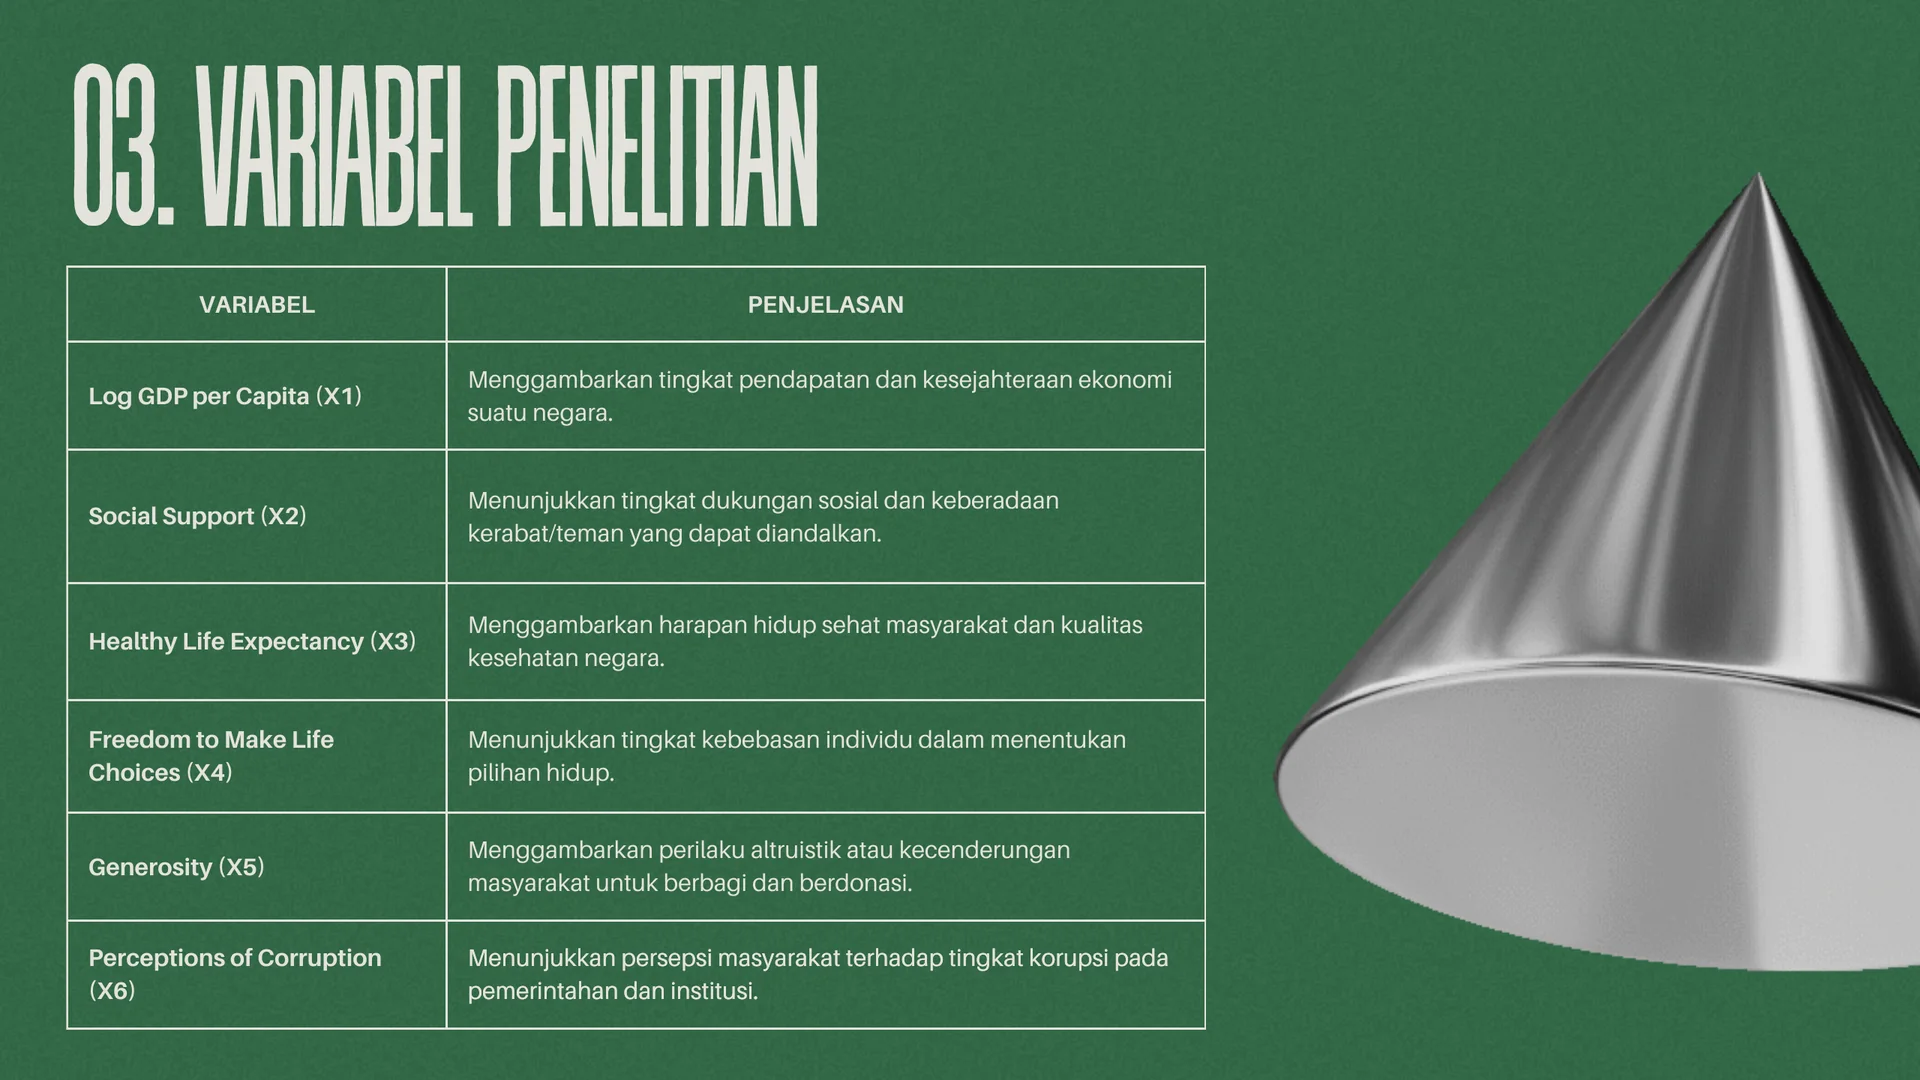 03. VARIABEL PENELITIAN
VARIABEL
PENJELASAN
Log GDP per Capita (X1)
Menggambarkan tingkat pendapatan dan kesejahteraan ekonomi
suatu negara.
Social Support (X2)
Menunjukkan tingkat dukungan sosial dan keberadaan
kerabat/teman yang dapat diandalkan.
Healthy Life Expectancy (X3)
Menggambarkan harapan hidup sehat masyarakat dan kualitas
kesehatan negara.
Freedom to Make Life
Choices (X4)
Menunjukkan tingkat kebebasan individu dalam menentukan
pilihan hidup.
Generosity (X5)
Menggambarkan perilaku altruistik atau kecenderungan
masyarakat untuk berbagi dan berdonasi.
Perceptions of Corruption
(X6)
Menunjukkan persepsi masyarakat terhadap tingkat korupsi pada
pemerintahan dan institusi.